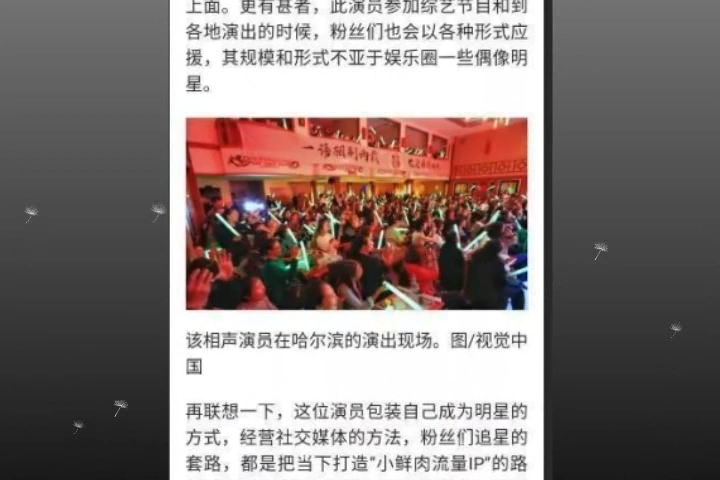 上面。更有甚者，此演员参加综艺节目和到
各地演出的时候，粉丝们也会以各种形式应
援，其规模和形式不亚于娱乐圈一些偶像明
星。
该相声演员在哈尔滨的演出现场。图/视觉中
国
再联想一下，这位演员包装自己成为明星的
方式，经营社交媒体的方法，粉丝们追星的
套路，都是把当下打造“小鲜肉流量IP”的路